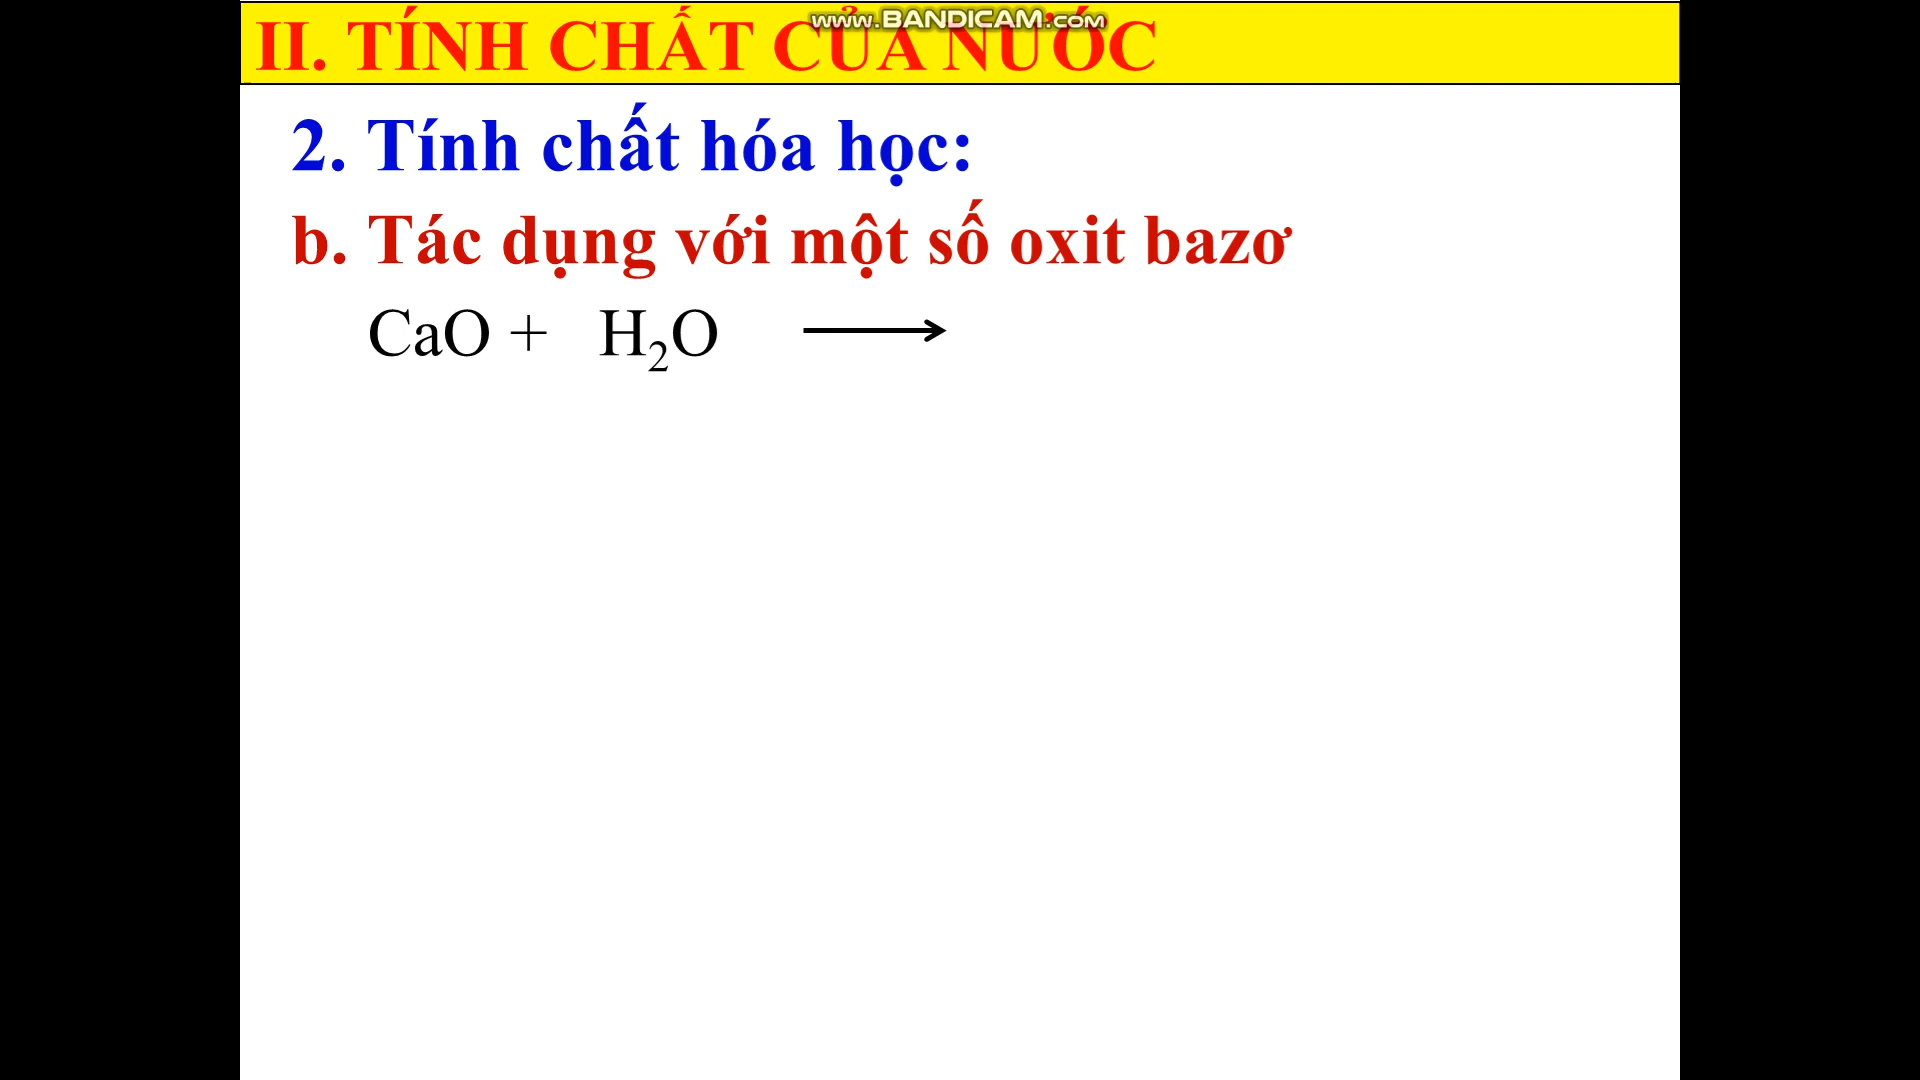 www.BANDICAM.com
II. TÍNH CHẤT CỦA NƯỚC
2. Tính chất hóa học:
b. Tác dụng với một số oxit bazơ
CaO + H₂O ⟶